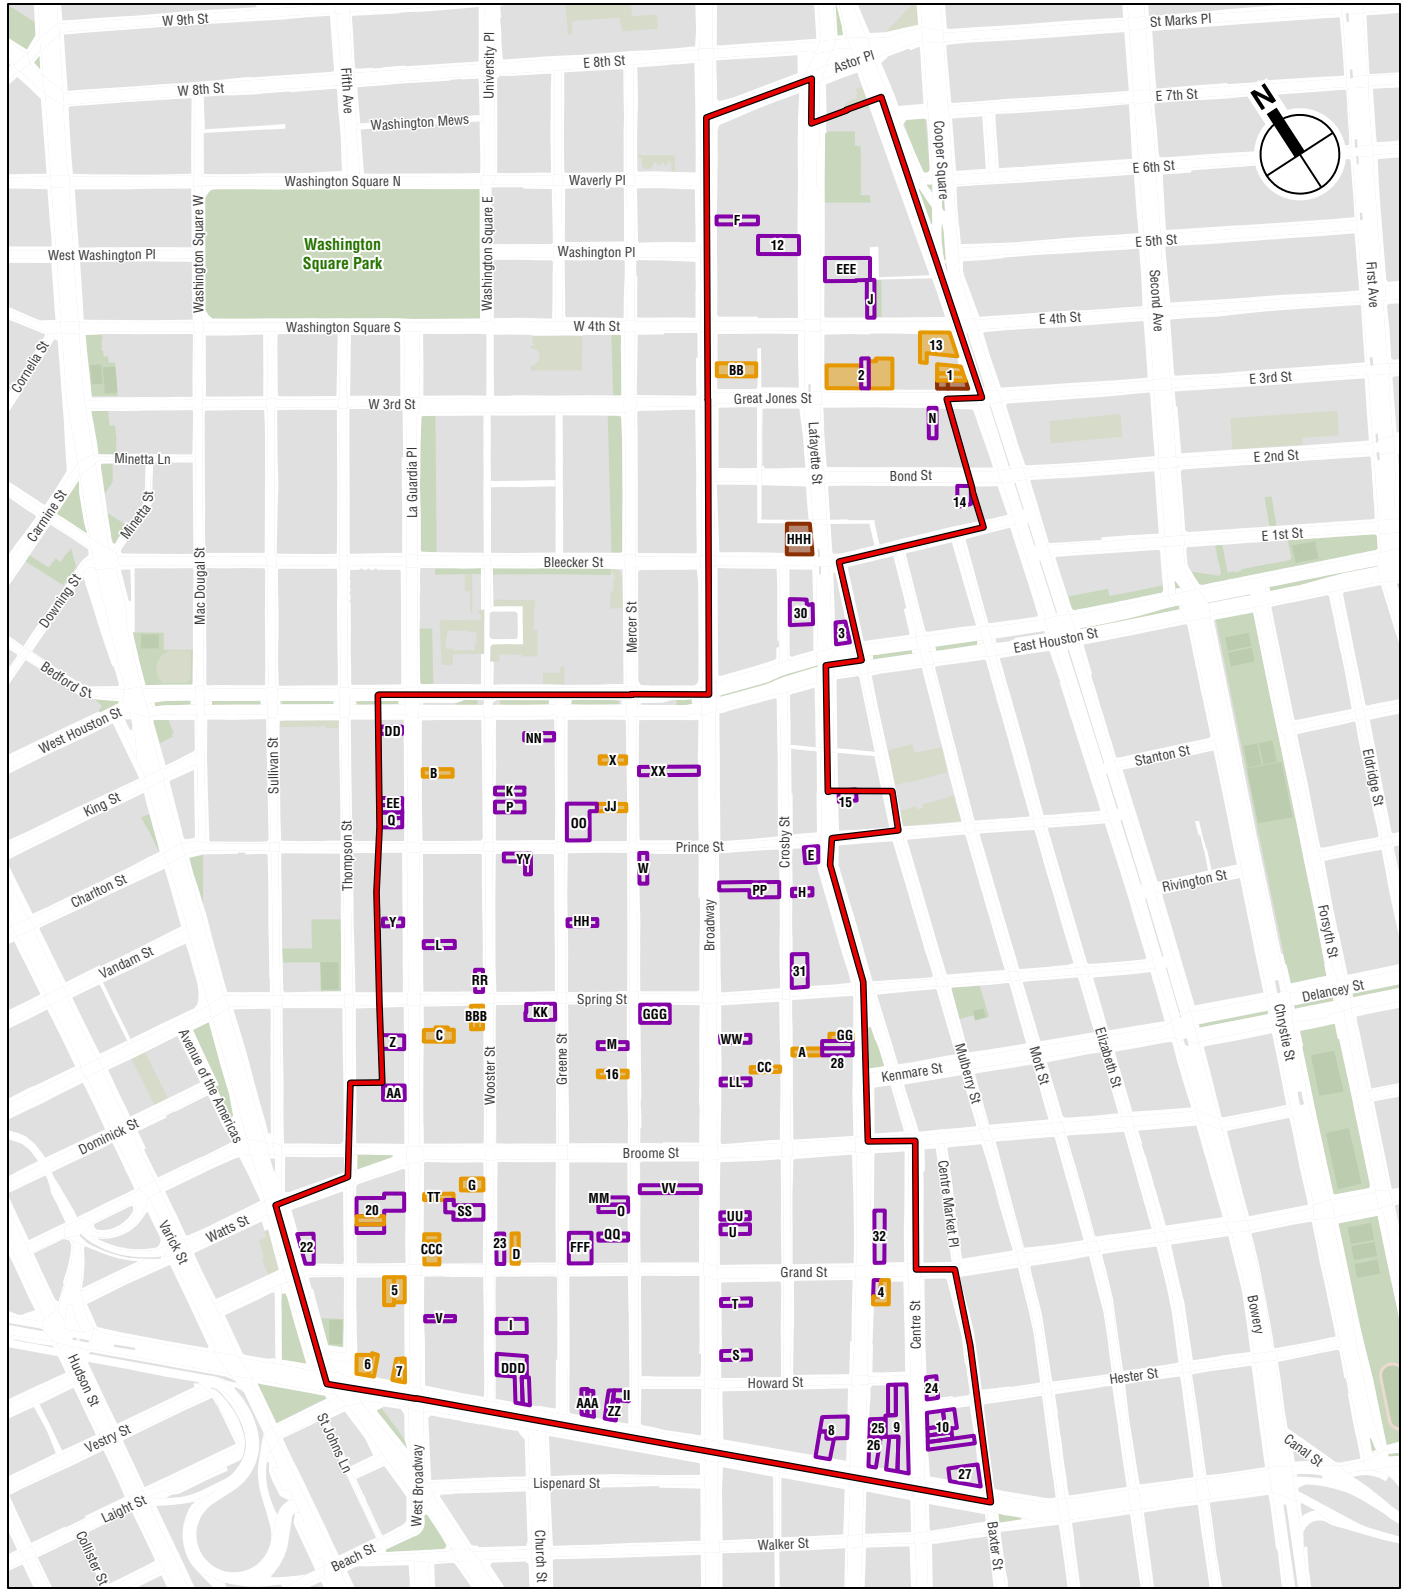 W 9th St
St Marks Pl
University Pl
Astor Pl
E 8th St
Fifth Ave
W 8th St
E 7th St
N
Washington Mews
Cooper Square
E 6th St
Washington Square N
Waverly Pl
Washington Square W
Washington Square E
F
Washington
Square Park
12
E 5th St
West Washington Pl
Washington Pl
EEE
First Ave
J
Second Ave
E 4th St
Washington Square S
W 4th St
13
Cornelia St
BB
2
1
E 3rd St
Great Jones St
W 3rd St
N
Lafayette St
Minetta Ln
La Guardia Pl
E 2nd St
Bond St
14
Carmine St
Minetta St
HHH
E 1st St
Bleecker St
Mac Dougal St
Downing St
30
Mercer St
3
East Houston St
Bedford St
West Houston St
DD
NN
Sullivan St
X
Stanton St
B
XX
Eldridge St
K
King St
EE
P
JJ
15
Q
OO
Thompson St
Prince St
Crosby St
E
YY
W
Charlton St
PP
H
Rivington St
Y
HH
Broadway
Forsyth St
L
Vandam St
RR
31
Spring St
Delancey St
BBB
KK
GGG
Chrystie St
C
WW
GG
Z
M
A
Greene St
28
Elizabeth St
Mott St
Mulberry St
CC
16
Kenmare St
LL
Wooster St
AA
Avenue of the Americas
Dominick St
Broome St
G
VV
Centre Market Pl
TT
MM
20
SS
O
UU
Watts St
U
QQ
Varick St
22
CCC
23
D
FFF
32
Grand St
5
4
T
Bowery
V
I
Centre St
S
6
7
DDD
Hudson St
Howard St
Hester St
24
II
AAA
ZZ
St Johns Ln
8
25
9
10
Vestry St
26
Canal St
27
West Broadway
Lispenard St
Laight St
Walker St
Baxter St
Beach St
Church St
Collister St